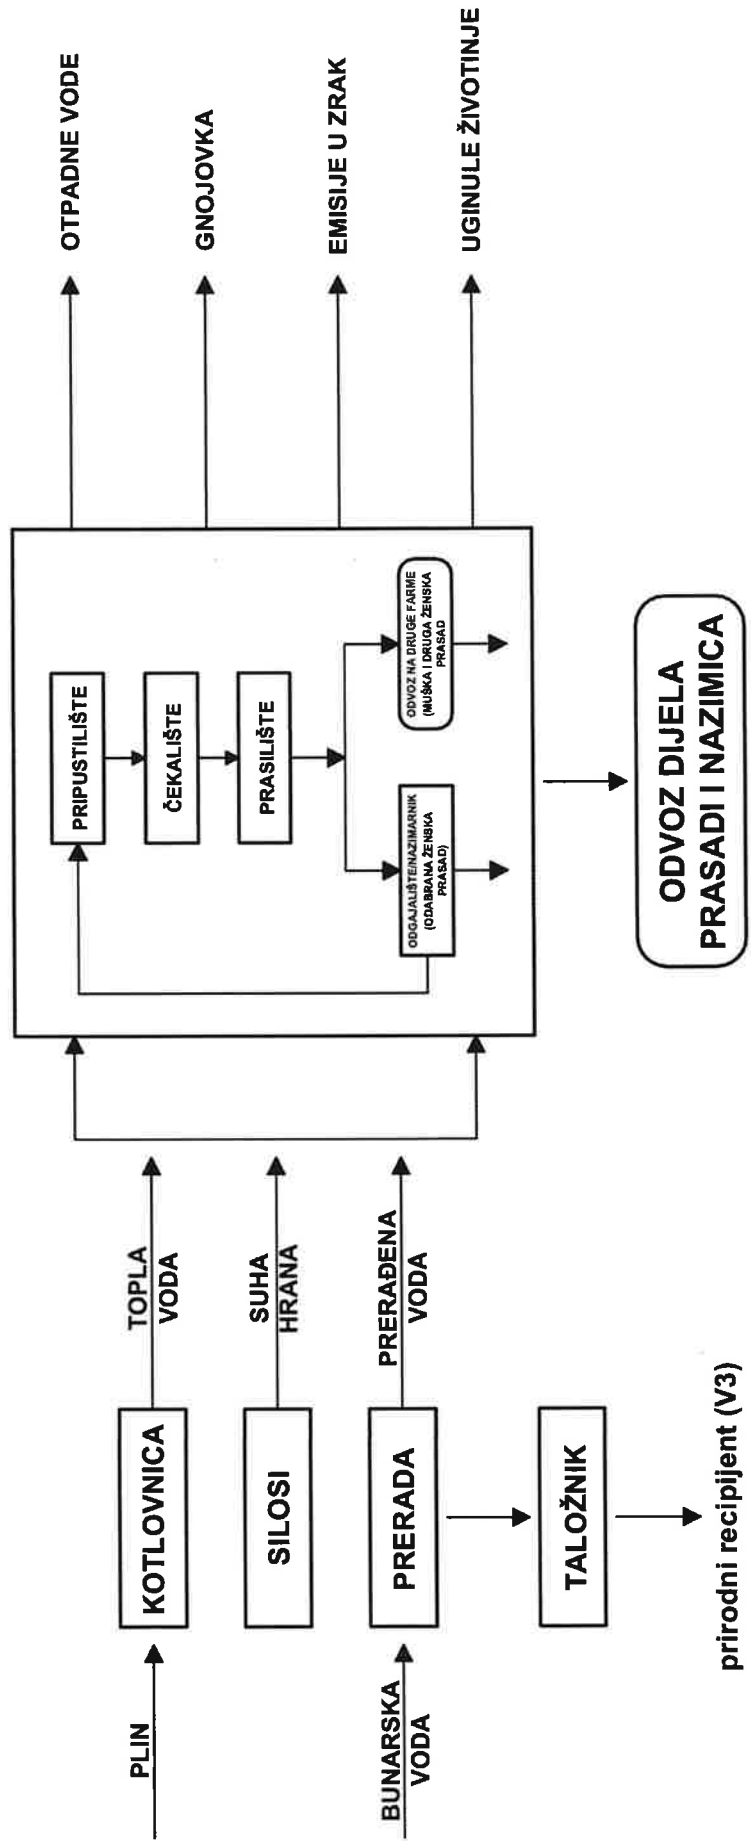 PLIN
KOTLOVNICA
TOPLA
VODA
SILOSI
SUHA
HRANA
BUNARSKA
VODA
PRERADA
PRERAĐENA
VODA
TALOŽNIK
prirodni recipijent (V3)
PRIPUSTILIŠTE
ČEKALIŠTE
PRASILIŠTE
ODGAJALIŠTE/NAZIMARNIK
(ODABRANA ŽENSKA
PRASAD)
ODVOZ NA DRUGE FARME
(MUŠKA I DRUGA ŽENSKA
PRASAD
ODVOZ DIJELA
PRASADI I NAZIMICA
OTPADNE VODE
GNOJOVKA
EMISIJE U ZRAK
UGINULE ŽIVOTINJE